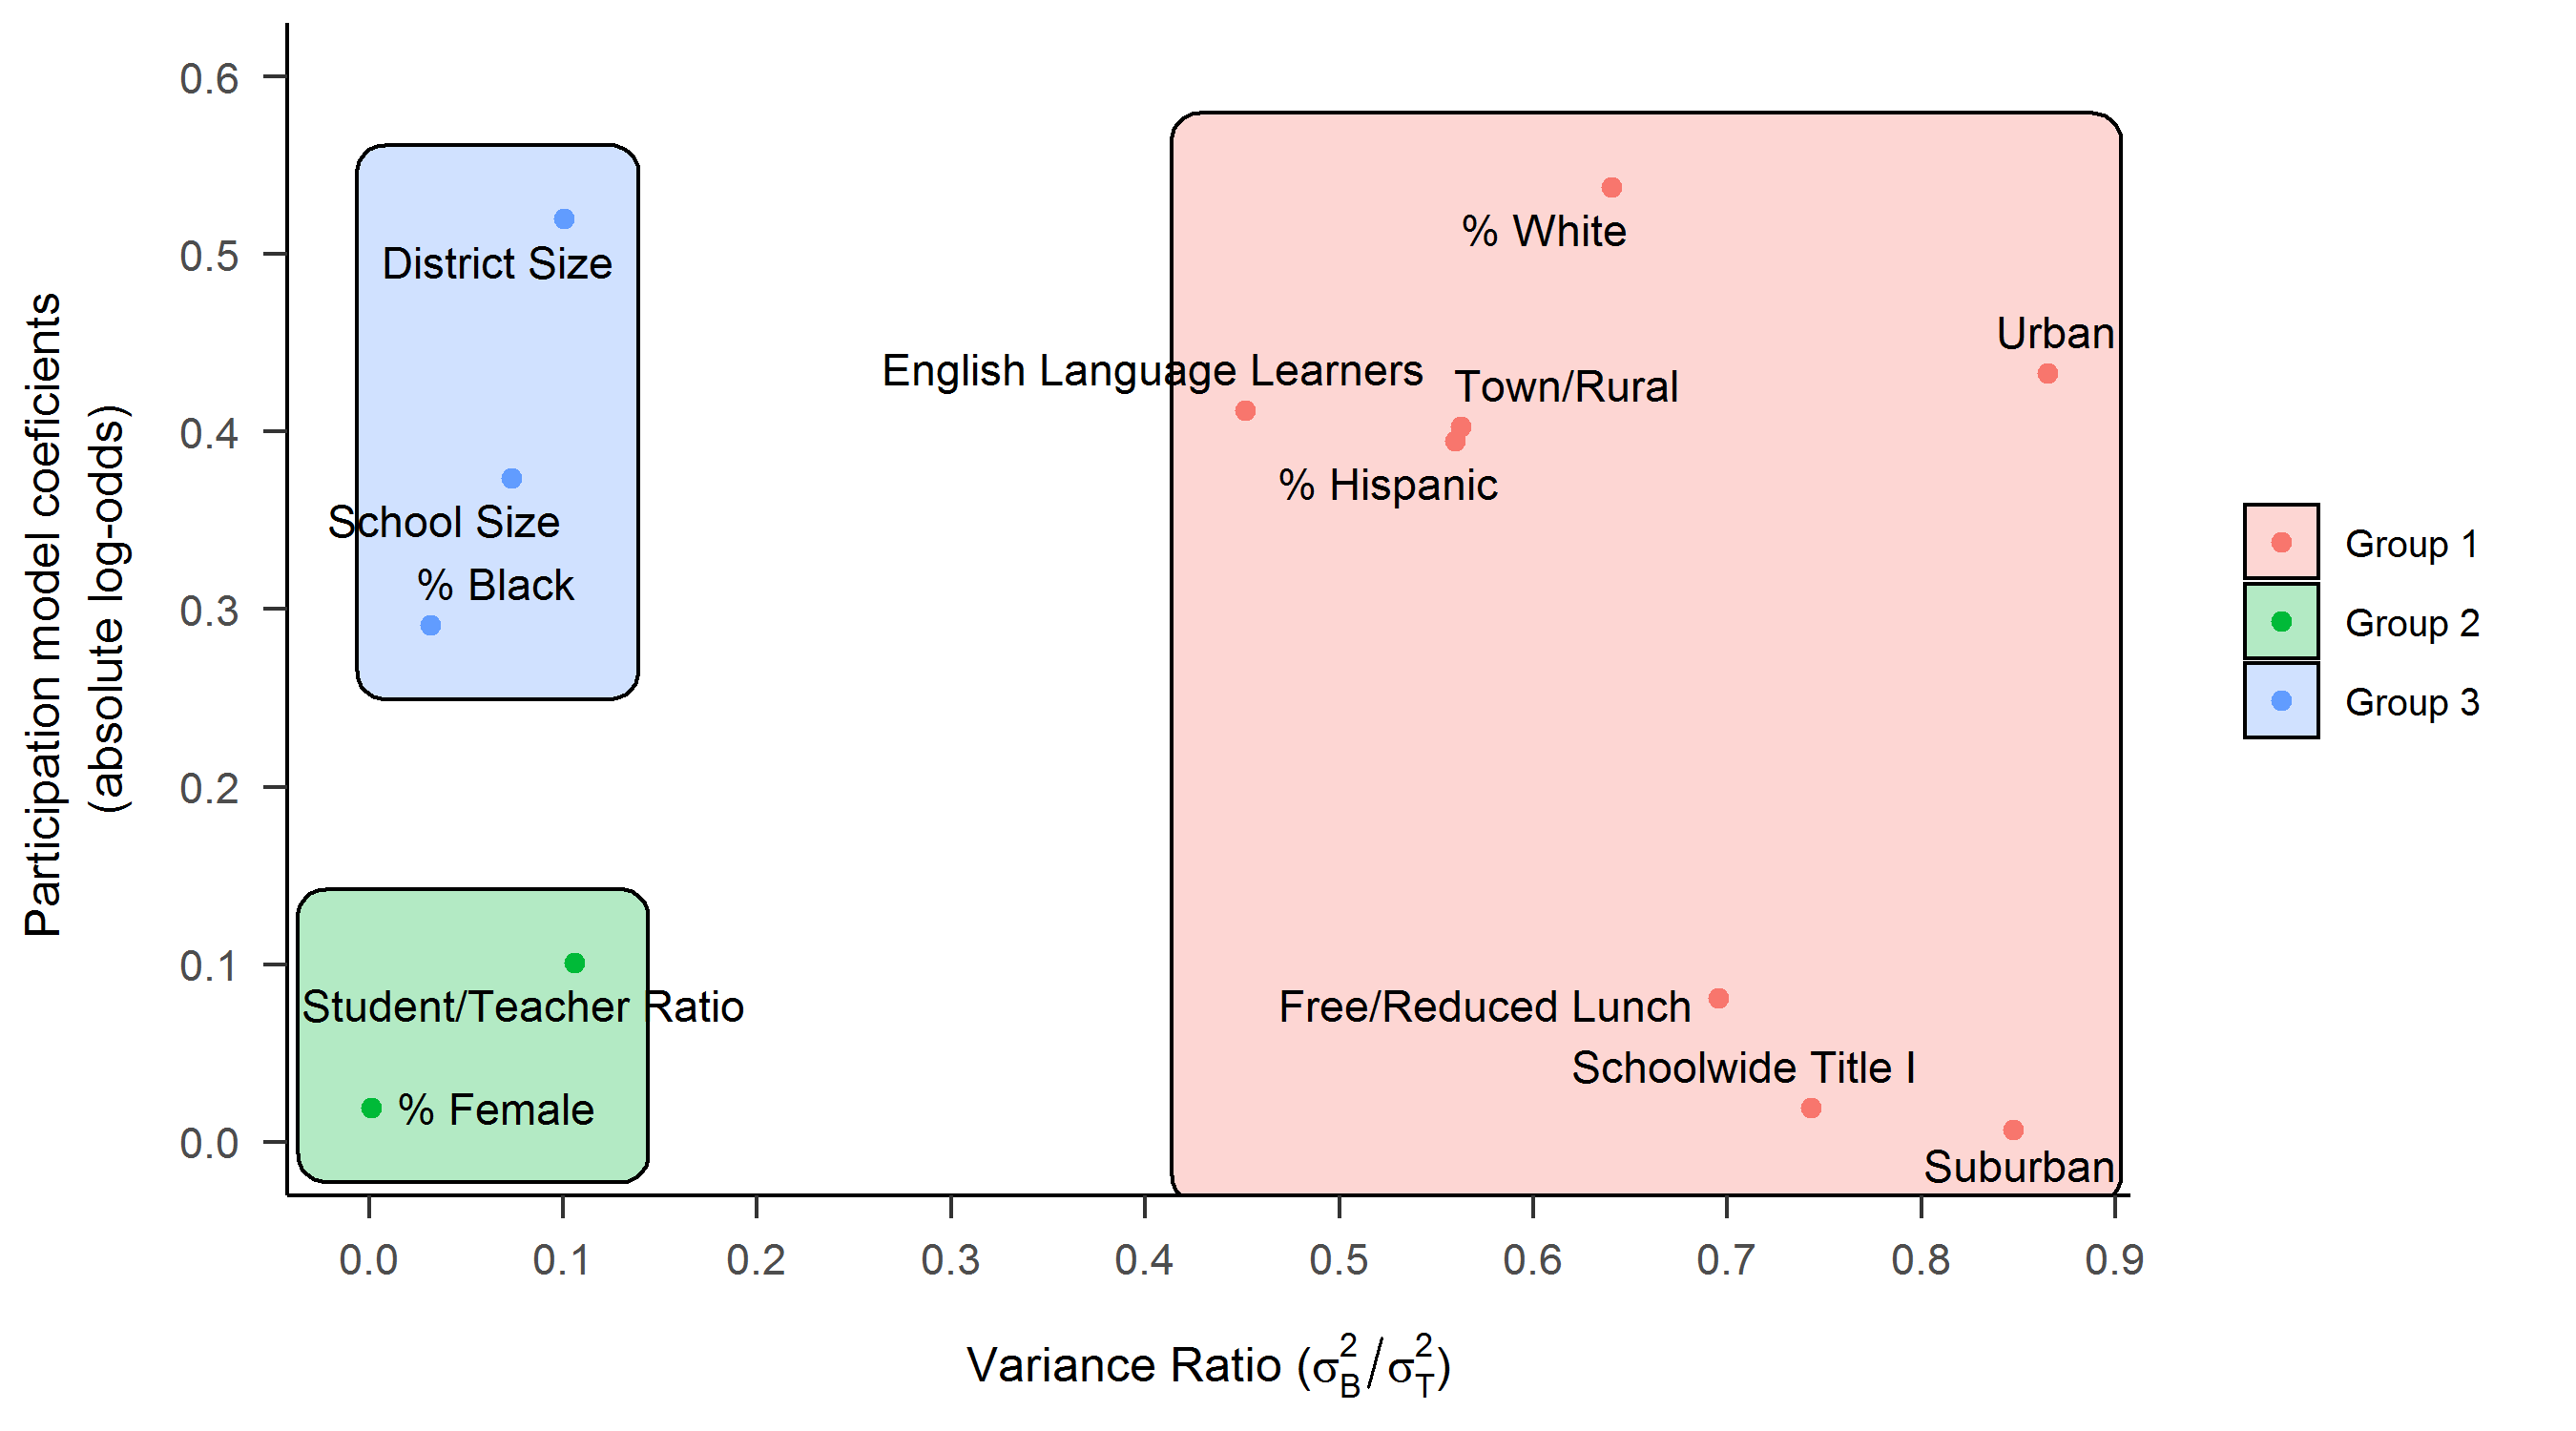 Participation model coeficients
(absolute log-odds)
0.6
0.5
0.4
0.3
0.2
0.1
0.0
District Size
School Size
% Black
Student/Teacher Ratio
% Female
% White
Urban
English Language Learners
Town/Rural
% Hispanic
Free/Reduced Lunch
Schoolwide Title I
Suburban
0.0 0.1 0.2 0.3 0.4 0.5 0.6 0.7 0.8 0.9
Variance Ratio (σ²_B/σ²_T)
Group 1
Group 2
Group 3